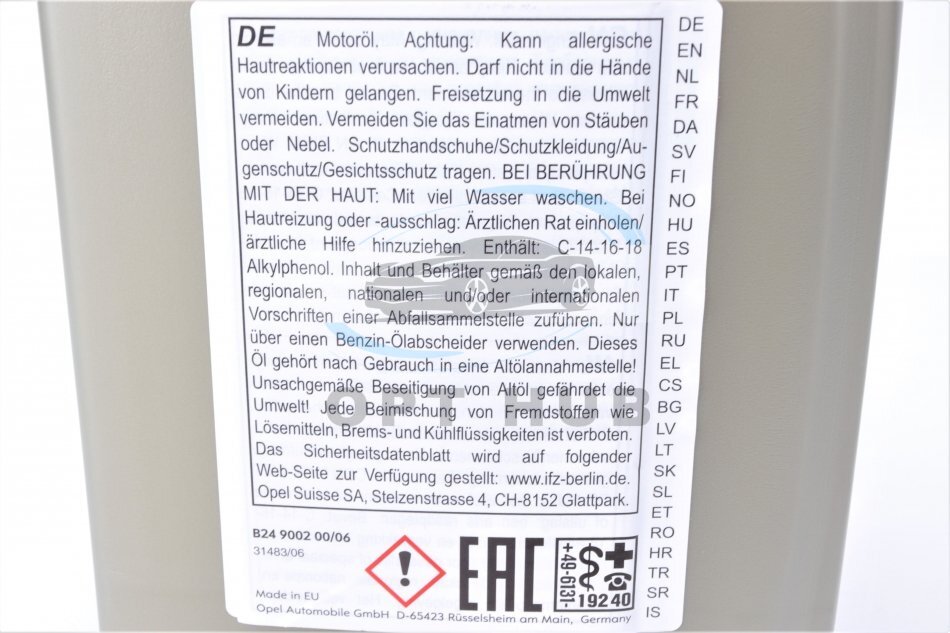 DE Motoröl. Achtung: Kann allergische
Hautreaktionen verursachen. Darf nicht in die Hände
von Kindern gelangen. Freisetzung in die Umwelt
vermeiden. Vermeiden Sie das Einatmen von Stäuben
oder Nebel. Schutzhandschuhe/Schutzkleidung/Au-
genschutz/Gesichtsschutz tragen. BEI BERÜHRUNG
MIT DER HAUT: Mit viel Wasser waschen. Bei
Hautreizung oder -ausschlag: Ärztlichen Rat einholen/
ärztliche Hilfe hinzuziehen. Enthält: C-14-16-18
Alkylphenol. Inhalt und Behälter gemäß den lokalen,
regionalen, nationalen und/oder internationalen
Vorschriften einer Abfallsammelstelle zuführen. Nur
über einen Benzin-Ölabscheider verwenden. Dieses
Öl gehört nach Gebrauch in eine Altölannahmestelle!
Unsachgemäße Beseitigung von Altöl gefährdet die
Umwelt! Jede Beimischung von Fremdstoffen wie
Lösemitteln, Brems- und Kühlflüssigkeiten ist verboten.
Das Sicherheitsdatenblatt wird auf folgender
Web-Seite zur Verfügung gestellt: www.ifz-berlin.de.
Opel Suisse SA, Stelzenstrasse 4, CH-8152 Glattpark.
DE
EN
NL
FR
DA
SV
FI
NO
HU
ES
PT
IT
PL
RU
EL
CS
BG
LV
LT
SK
SL
ET
RO
HR
TR
SR
IS
OPT HUB
B24 9002 00/06
31483/06
Made in EU
EAC
+49-6131-
19240
Opel Automobile GmbH D-65423 Rüsselsheim am Main, Germany